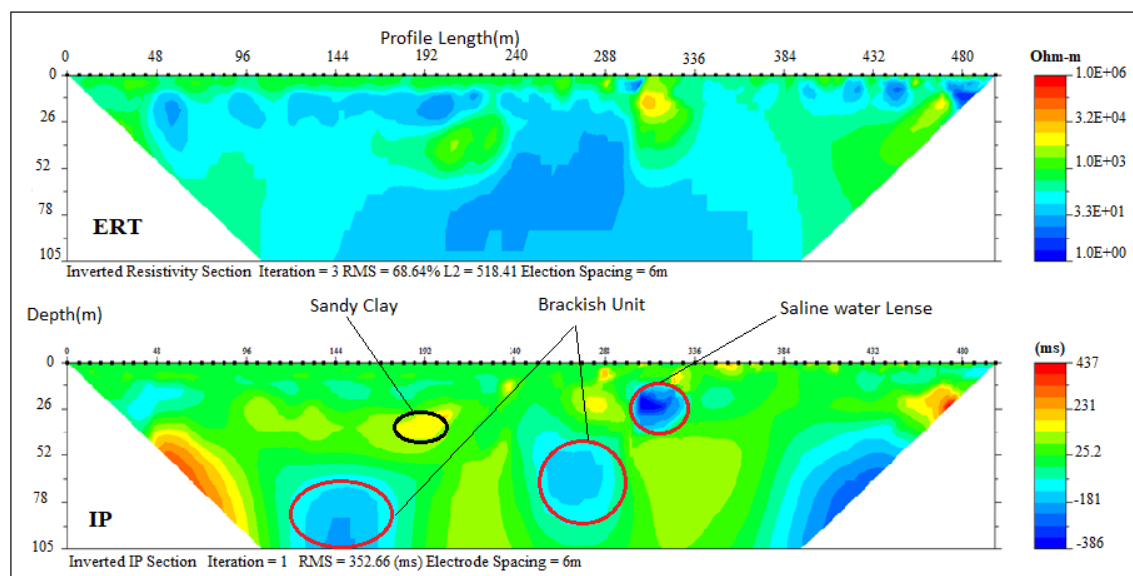 Profile Length(m)
0 48 96 144 192 240 288 336 384 432 480
0
26
52
78
105
ERT
Ohm-m
1.0E+06
3.2E+04
1.0E+03
3.3E+01
1.0E+00
Inverted Resistivity Section Iteration = 3 RMS = 68.64% L2 = 518.41 Election Spacing = 6m
Sandy Clay
Brackish Unit
Saline water Lense
Depth(m)
0 48 96 144 192 240 288 336 384 432 480
0
26
52
78
105
IP
(ms)
437
231
25.2
-181
-386
Inverted IP Section Iteration = 1 RMS = 352.66 (ms) Electrode Spacing = 6m